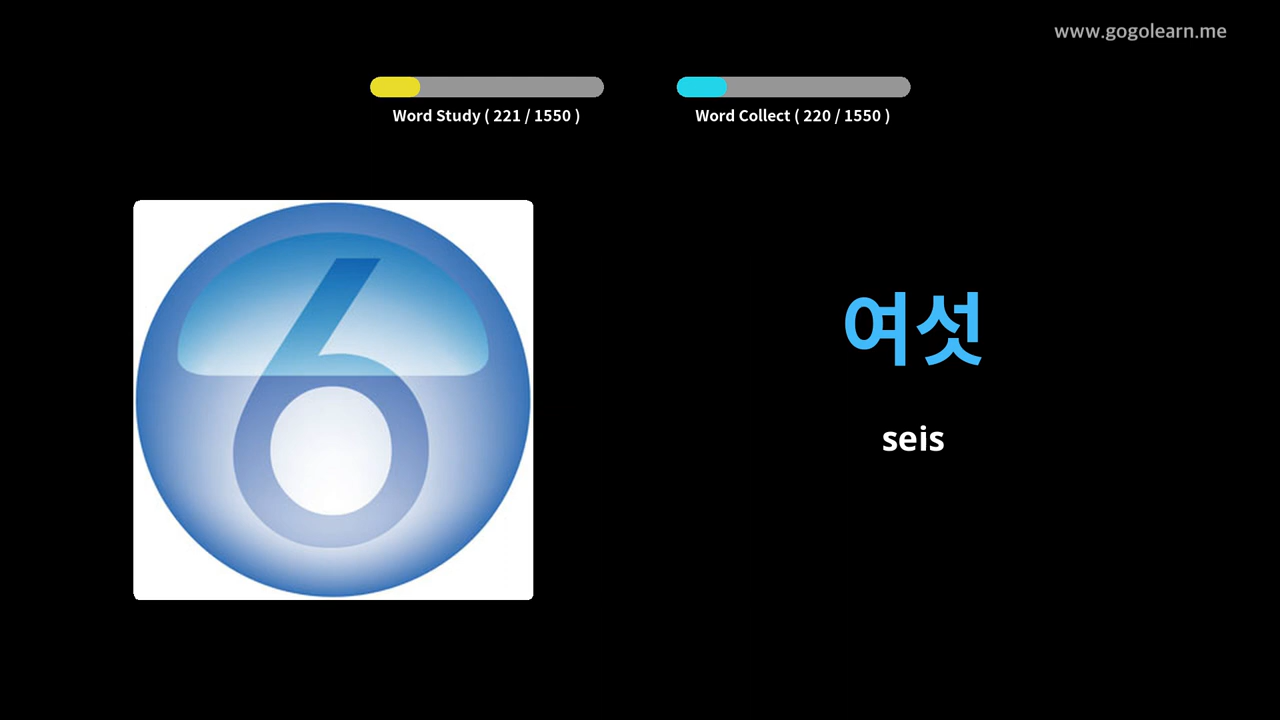 www.gogolearn.me
Word Study ( 221 / 1550 )
Word Collect ( 220 / 1550 )
6
여섯
seis